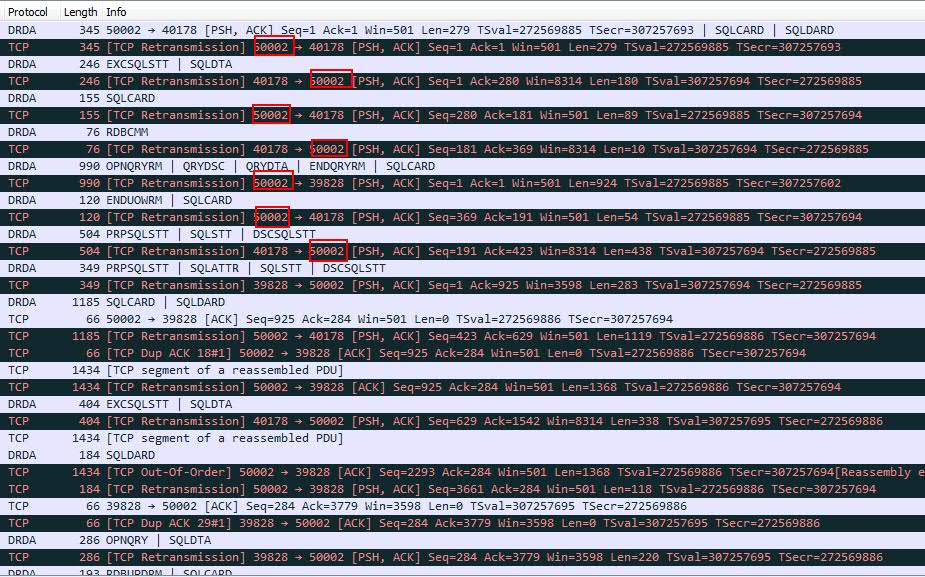 Protocol Length Info
DRDA 345 50002 → 40178 [PSH, ACK] Seq=1 Ack=1 Win=501 Len=279 TSval=272569885 TSecr=307257693 | SQLCARD | SQLDARD
TCP 345 [TCP Retransmission] 50002 → 40178 [PSH, ACK] Seq=1 Ack=1 Win=501 Len=279 TSval=272569885 TSecr=307257693
DRDA 246 EXCSQLSTT | SQLDTA
TCP 246 [TCP Retransmission] 40178 → 50002 [PSH, ACK] Seq=1 Ack=280 Win=8314 Len=180 TSval=307257694 TSecr=272569885
DRDA 155 SQLCARD
TCP 155 [TCP Retransmission] 50002 → 40178 [PSH, ACK] Seq=280 Ack=181 Win=501 Len=89 TSval=272569885 TSecr=307257694
DRDA 76 RDBCMM
TCP 76 [TCP Retransmission] 40178 → 50002 [PSH, ACK] Seq=181 Ack=369 Win=8314 Len=10 TSval=307257694 TSecr=272569885
DRDA 990 OPNQRYRM | QRYDSC | QRYDTA | ENDQRYRM | SQLCARD
TCP 990 [TCP Retransmission] 50002 → 39828 [PSH, ACK] Seq=1 Ack=1 Win=501 Len=924 TSval=272569885 TSecr=307257602
DRDA 120 ENDUOWRM | SQLCARD
TCP 120 [TCP Retransmission] 50002 → 40178 [PSH, ACK] Seq=369 Ack=191 Win=501 Len=54 TSval=272569885 TSecr=307257694
DRDA 504 PRPSQLSTT | SQLSTT | DSCSQLSTT
TCP 504 [TCP Retransmission] 40178 → 50002 [PSH, ACK] Seq=191 Ack=423 Win=8314 Len=438 TSval=307257694 TSecr=272569885
DRDA 349 PRPSQLSTT | SQLATTR | SQLSTT | DSCSQLSTT
TCP 349 [TCP Retransmission] 39828 → 50002 [PSH, ACK] Seq=1 Ack=925 Win=3598 Len=283 TSval=307257694 TSecr=272569885
DRDA 1185 SQLCARD | SQLDARD
TCP 66 50002 → 39828 [ACK] Seq=925 Ack=284 Win=501 Len=0 TSval=272569886 TSecr=307257694
TCP 1185 [TCP Retransmission] 50002 → 40178 [PSH, ACK] Seq=423 Ack=629 Win=501 Len=1119 TSval=272569886 TSecr=307257694
TCP 66 [TCP Dup ACK 18#1] 50002 → 39828 [ACK] Seq=925 Ack=284 Win=501 Len=0 TSval=272569886 TSecr=307257694
TCP 1434 [TCP segment of a reassembled PDU]
TCP 1434 [TCP Retransmission] 50002 → 39828 [ACK] Seq=925 Ack=284 Win=501 Len=1368 TSval=272569886 TSecr=307257694
DRDA 404 EXCSQLSTT | SQLDTA
TCP 404 [TCP Retransmission] 40178 → 50002 [PSH, ACK] Seq=629 Ack=1542 Win=8314 Len=338 TSval=307257695 TSecr=272569886
TCP 1434 [TCP segment of a reassembled PDU]
DRDA 184 SQLDARD
TCP 1434 [TCP Out-Of-Order] 50002 → 39828 [ACK] Seq=2293 Ack=284 Win=501 Len=1368 TSval=272569886 TSecr=307257694[Reassembly e
TCP 184 [TCP Retransmission] 50002 → 39828 [PSH, ACK] Seq=3661 Ack=284 Win=501 Len=118 TSval=272569886 TSecr=307257694
TCP 66 39828 → 50002 [ACK] Seq=284 Ack=3779 Win=3598 Len=0 TSval=307257695 TSecr=272569886
TCP 66 [TCP Dup ACK 29#1] 39828 → 50002 [ACK] Seq=284 Ack=3779 Win=3598 Len=0 TSval=307257695 TSecr=272569886
DRDA 286 OPNQRY | SQLDTA
TCP 286 [TCP Retransmission] 39828 → 50002 [PSH, ACK] Seq=284 Ack=3779 Win=3598 Len=220 TSval=307257695 TSecr=272569886
DRDA 193 RDBUPDRM | SQLCARD